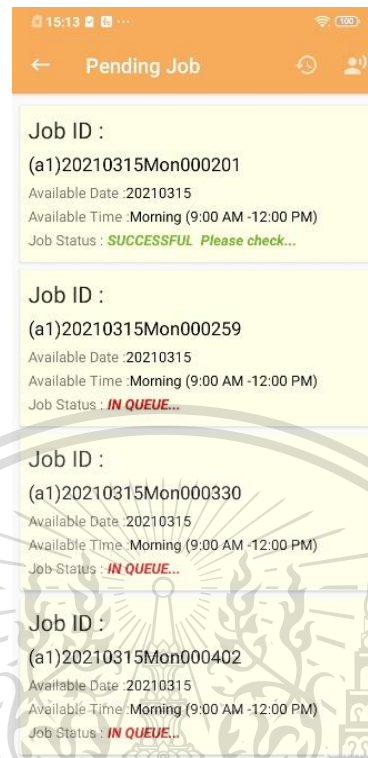 15:13
100
Pending Job
Job ID :
(a1)20210315Mon000201
Available Date :20210315
Available Time :Morning (9:00 AM -12:00 PM)
Job Status : SUCCESSFUL Please check...
Job ID :
(a1)20210315Mon000259
Available Date :20210315
Available Time :Morning (9:00 AM -12:00 PM)
Job Status : IN QUEUE...
Job ID :
(a1)20210315Mon000330
Available Date :20210315
Available Time :Morning (9:00 AM -12:00 PM)
Job Status : IN QUEUE...
Job ID :
(a1)20210315Mon000402
Available Date :20210315
Available Time :Morning (9:00 AM -12:00 PM)
Job Status : IN QUEUE...